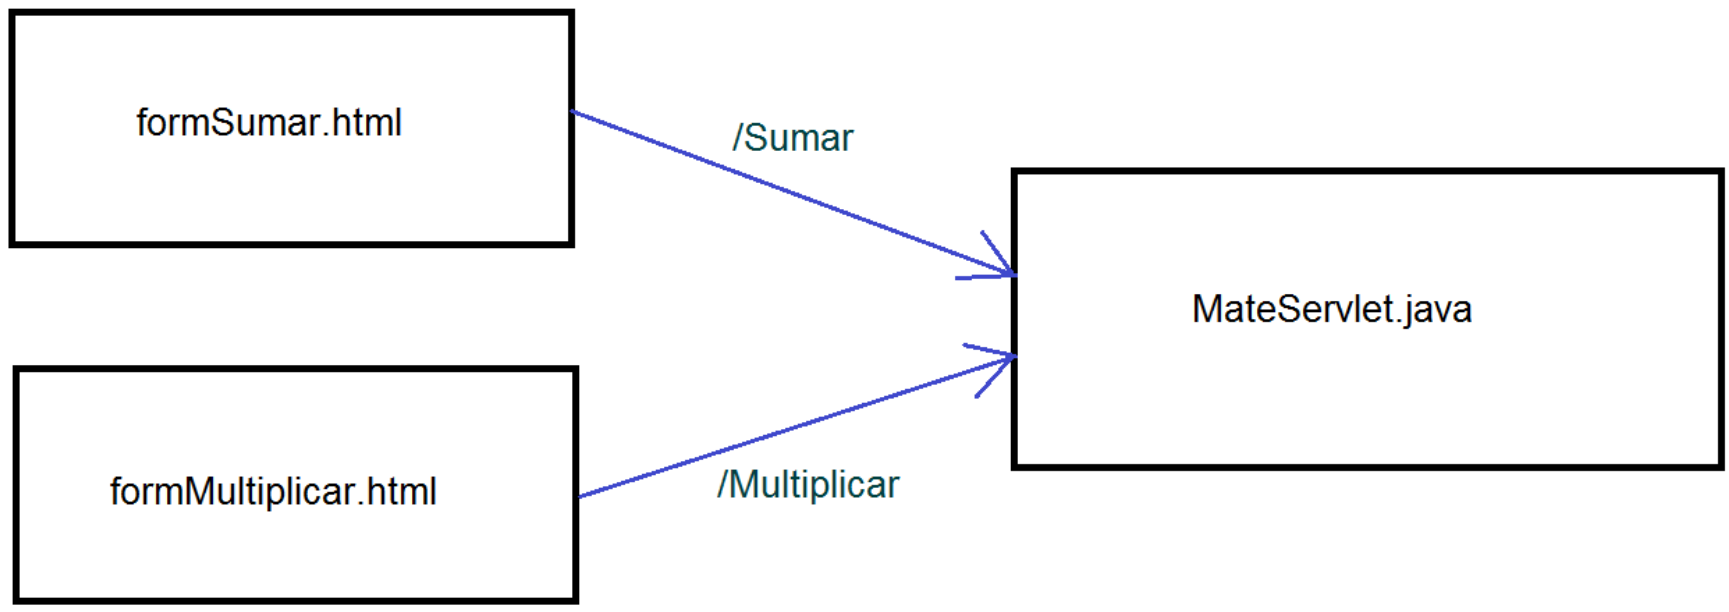 formSumar.html
/Sumar
MateServlet.java
formMultiplicar.html
/Multiplicar